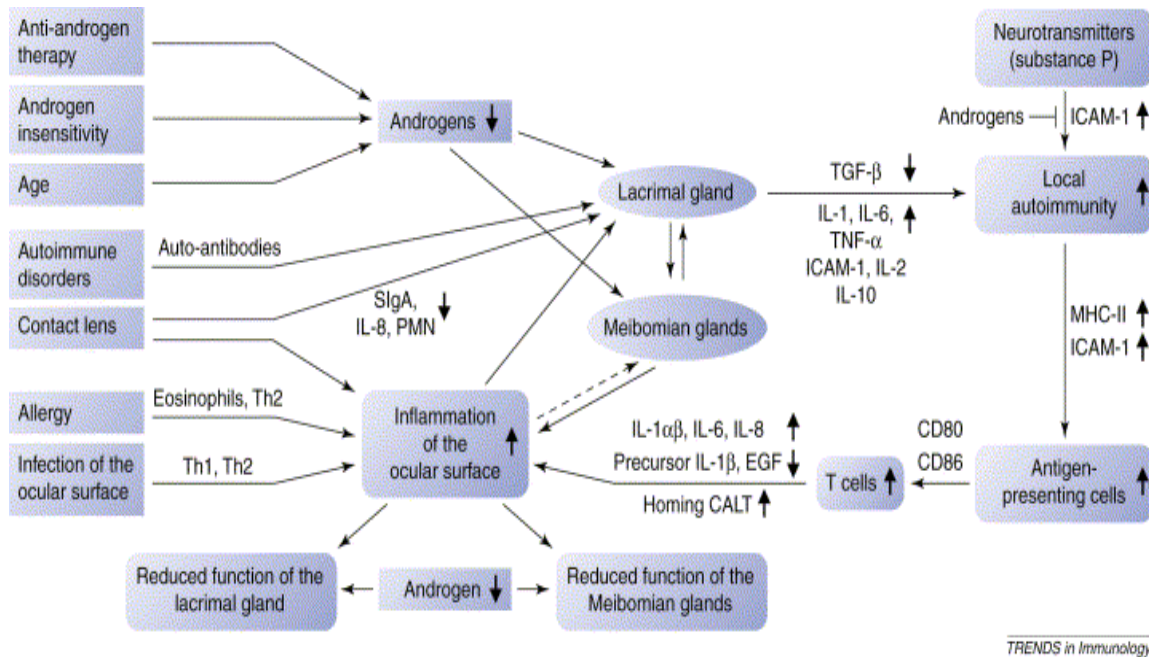 Anti-androgen
therapy
Androgen
insensitivity
Age
Autoimmune
disorders
Contact lens
Allergy
Infection of the
ocular surface
Auto-antibodies
Eosinophils, Th2
Th1, Th2
Androgens ↓
SIgA,
IL-8, PMN ↓
Inflammation
of the
ocular surface ↑
Lacrimal gland
Meibomian glands
TGF-β ↓
IL-1, IL-6, ↑
TNF-α
ICAM-1, IL-2
IL-10
Neurotransmitters
(substance P)
Androgens
ICAM-1 ↑
Local
autoimmunity ↑
MHC-II ↑
ICAM-1 ↑
Antigen-
presenting cells ↑
CD80
CD86
T cells ↑
IL-1αβ, IL-6, IL-8 ↑
Precursor IL-1β, EGF ↓
Homing CALT ↑
Reduced function of the
lacrimal gland
Androgen ↓
Reduced function of the
Meibomian glands
TRENDS in Immunology